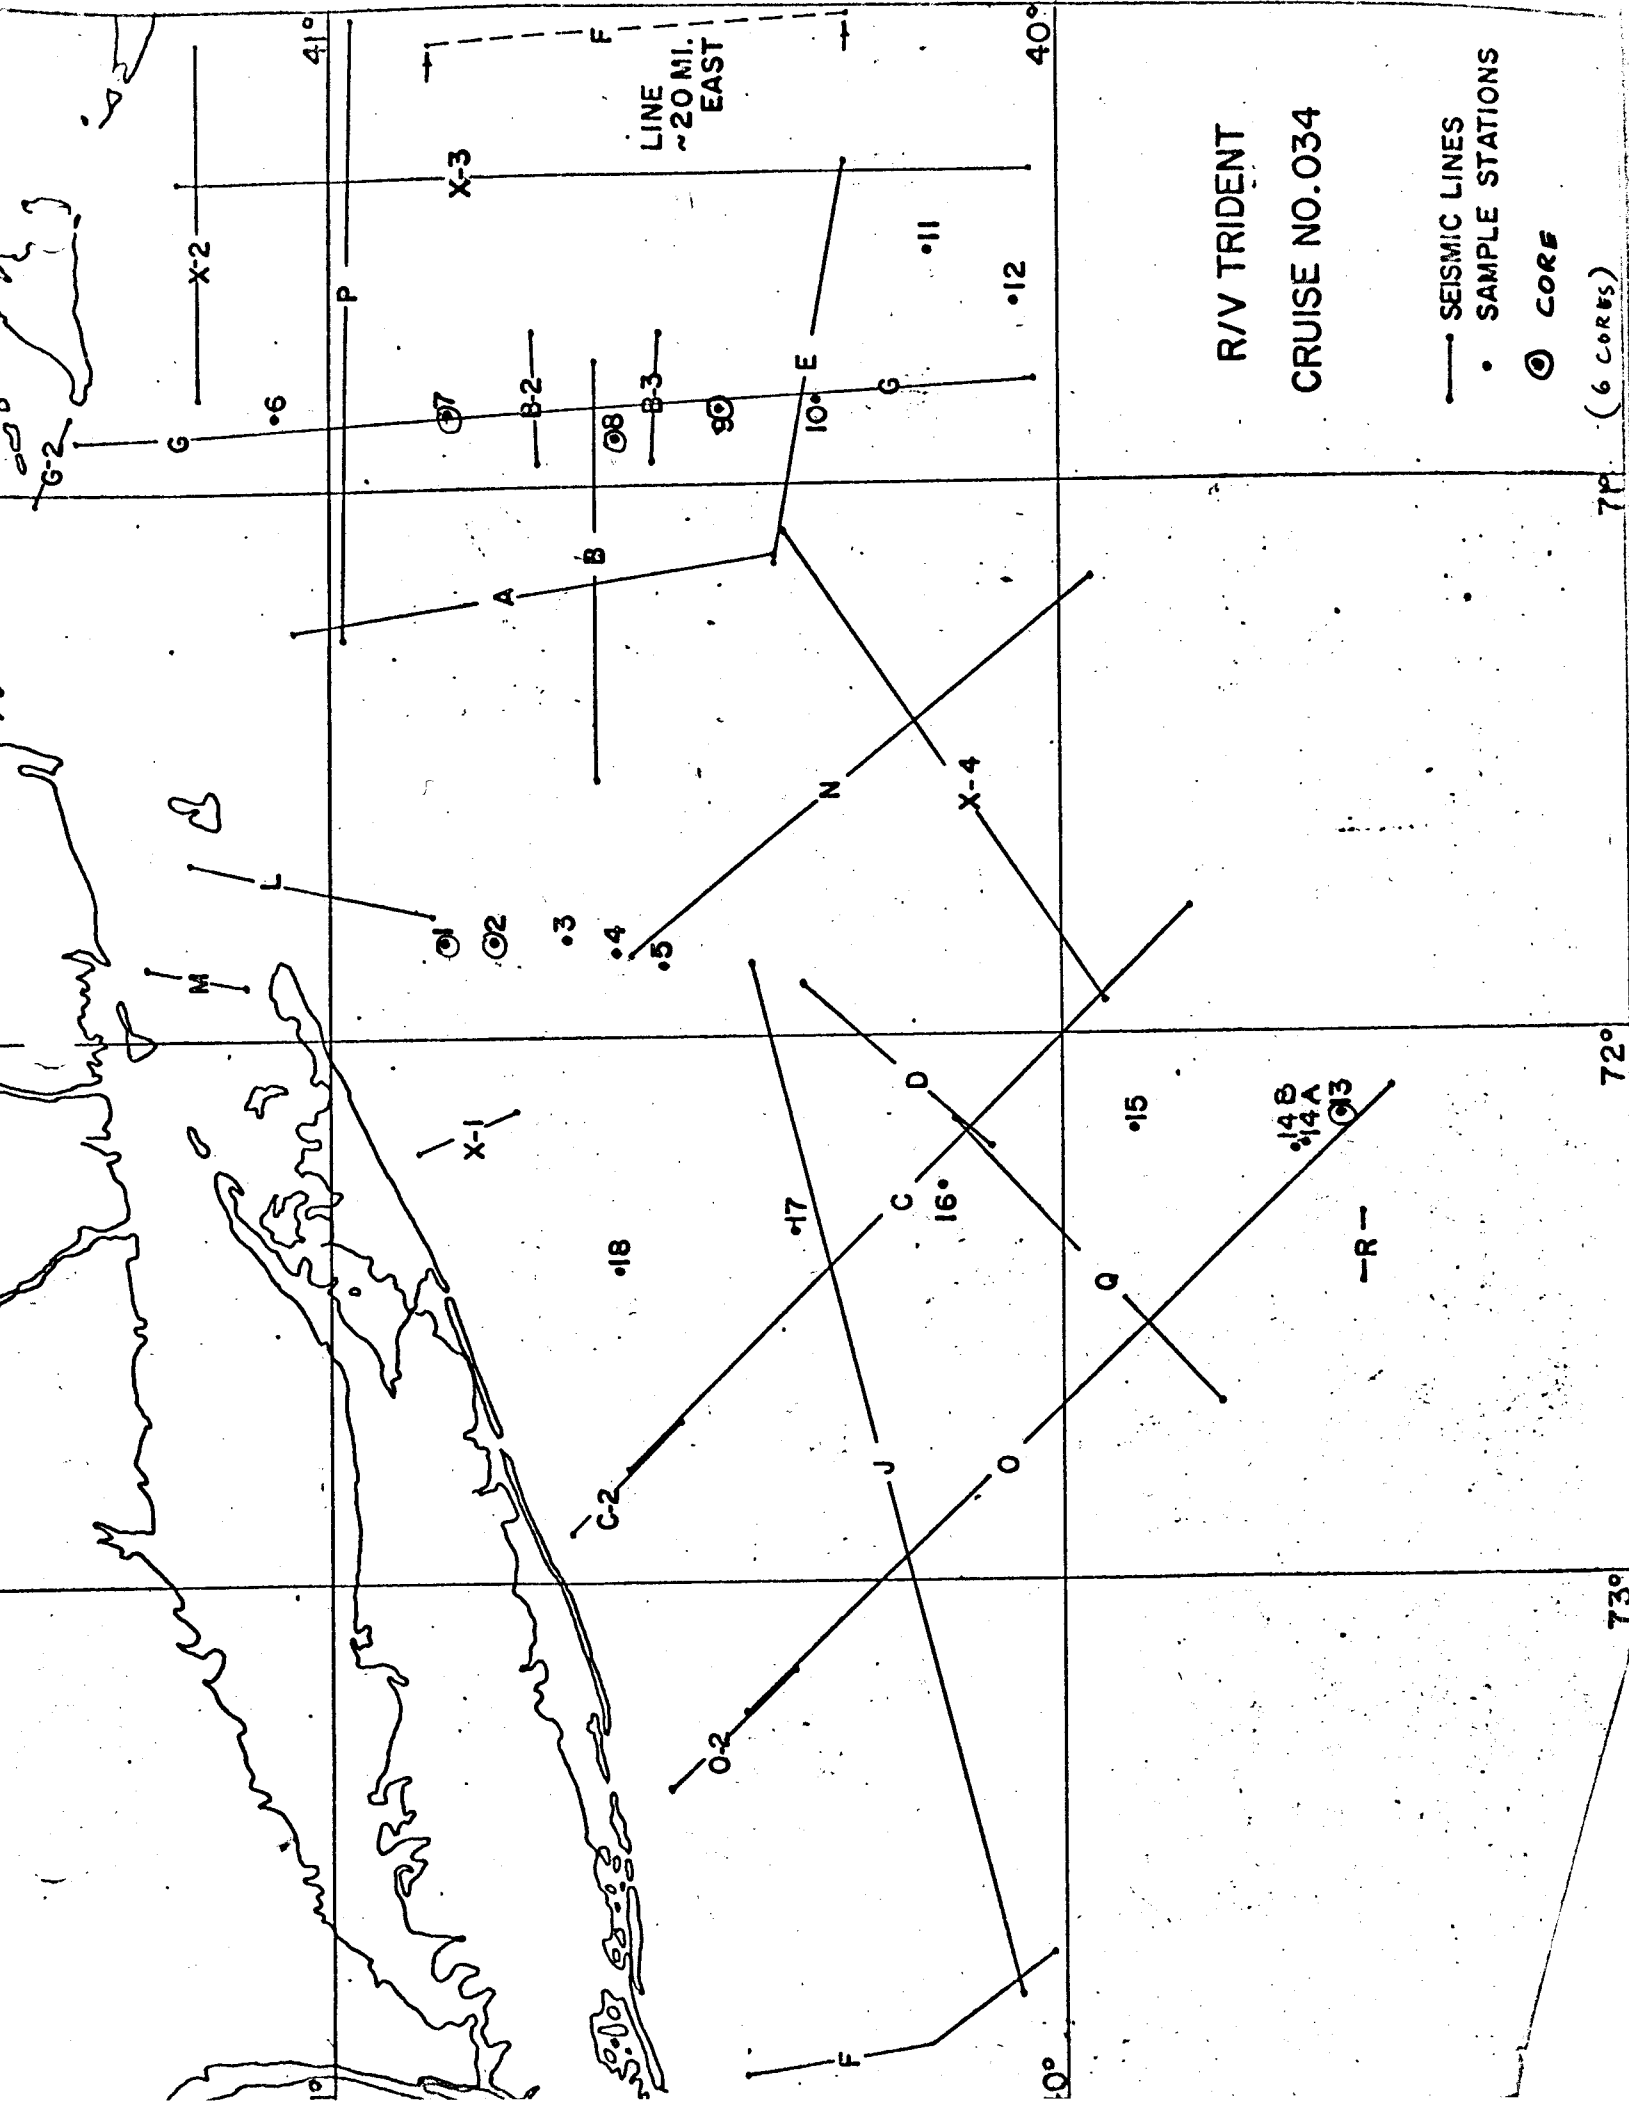 41°
40°
F
LINE
~20 MI.
EAST
X-3
X-2
P
E
•11
•12
G-2
G
•6
7
B-2
8
B-3
9
10•
G
71°
B
A
N
X-4
L
1
2
•3
•4
•5
M
72°
X-1
D
C
16•
•15
14B
•14A
13
•17
•18
Q
—R—
C-2
J
O
73°
O-2
F
1°
0°
R/V TRIDENT
CRUISE NO.034
SEISMIC LINES
• SAMPLE STATIONS
CORE
(6 CORES)